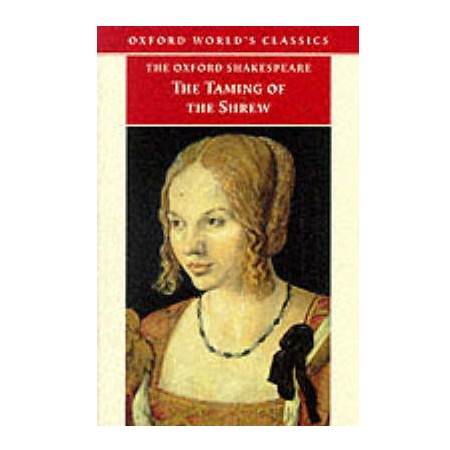 OXFORD WORLD'S CLASSICS
THE OXFORD SHAKESPEARE
THE TAMING OF
THE SHREW